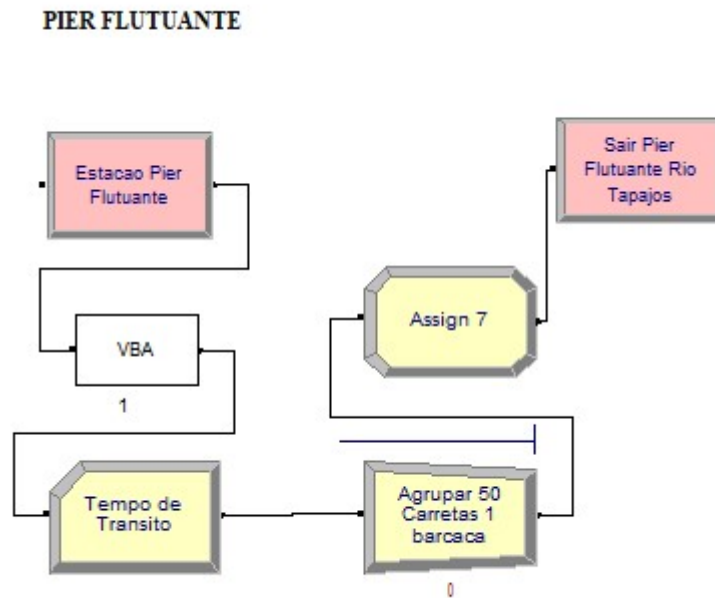 PIER FLUTUANTE
Estacao Pier
Flutuante
VBA
1
Tempo de
Transito
Agrupar 50
Carretas 1
barcaca
0
Assign 7
Sair Pier
Flutuante Rio
Tapajos